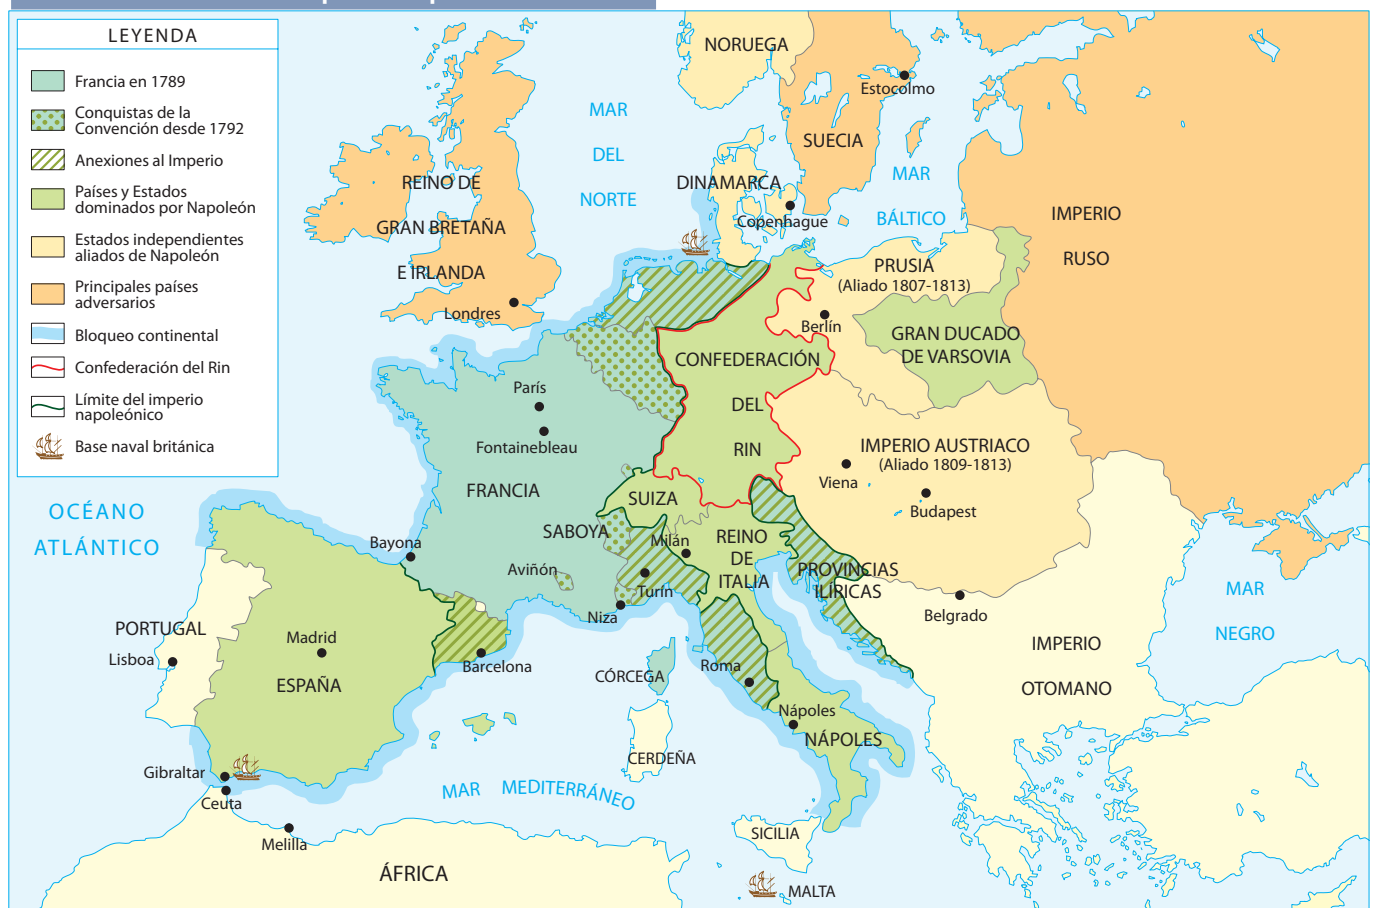 LEYENDA
Francia en 1789
Conquistas de la
Convención desde 1792
Anexiones al Imperio
Países y Estados
dominados por Napoleón
Estados independientes
aliados de Napoleón
Principales países
adversarios
Bloqueo continental
Confederación del Rin
Límite del imperio
napoleónico
Base naval británica
NORUEGA
Estocolmo
SUECIA
MAR
DEL
NORTE
MAR
BÁLTICO
DINAMARCA
Copenhague
REINO DE
GRAN BRETAÑA
E IRLANDA
Londres
IMPERIO
RUSO
PRUSIA
(Aliado 1807-1813)
Berlín
GRAN DUCADO
DE VARSOVIA
CONFEDERACIÓN
DEL
RIN
París
Fontainebleau
FRANCIA
IMPERIO AUSTRIACO
(Aliado 1809-1813)
Viena
Budapest
OCÉANO
ATLÁNTICO
SUIZA
SABOYA
Milán
REINO
DE
ITALIA
Bayona
Aviñón
Turín
Niza
PROVINCIAS
ILÍRICAS
Belgrado
MAR
NEGRO
PORTUGAL
Lisboa
Madrid
ESPAÑA
Barcelona
CÓRCEGA
Roma
IMPERIO
OTOMANO
Nápoles
NÁPOLES
CERDEÑA
Gibraltar
Ceuta
MAR MEDITERRÁNEO
Melilla
SICILIA
ÁFRICA
MALTA